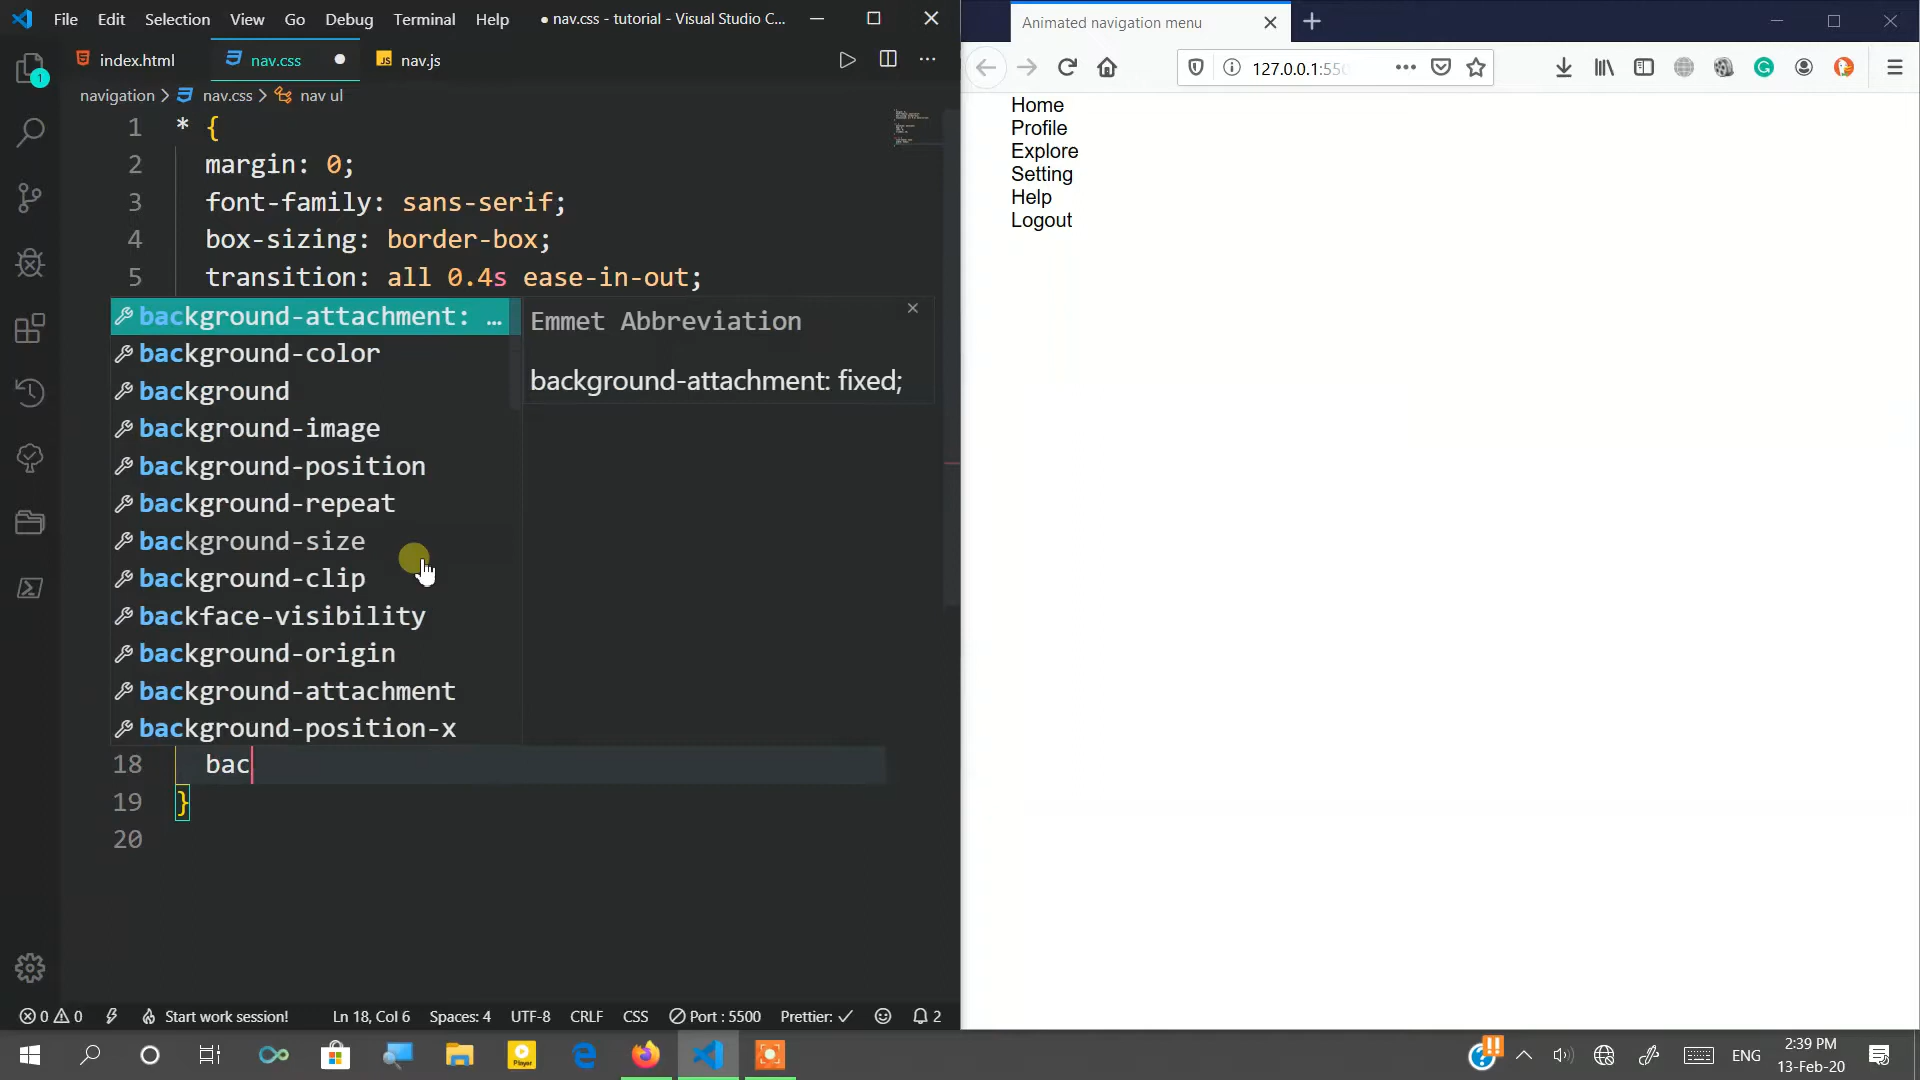 File Edit Selection View Go Debug Terminal Help ● nav.css - tutorial - Visual Studio C...
index.html nav.css ● JS nav.js
navigation > nav.css > nav ul
1 * {
2 margin: 0;
3 font-family: sans-serif;
4 box-sizing: border-box;
5 transition: all 0.4s ease-in-out;
background-attachment: …
background-color
background
background-image
background-position
background-repeat
background-size
background-clip
backface-visibility
background-origin
background-attachment
background-position-x
Emmet Abbreviation
background-attachment: fixed;
18 bac
19 }
20
1
0 0 Start work session! Ln 18, Col 6 Spaces: 4 UTF-8 CRLF CSS Port : 5500 Prettier: ✓ 2
Animated navigation menu
127.0.0.1:550
Home
Profile
Explore
Setting
Help
Logout
Player
ENG
2:39 PM
13-Feb-20